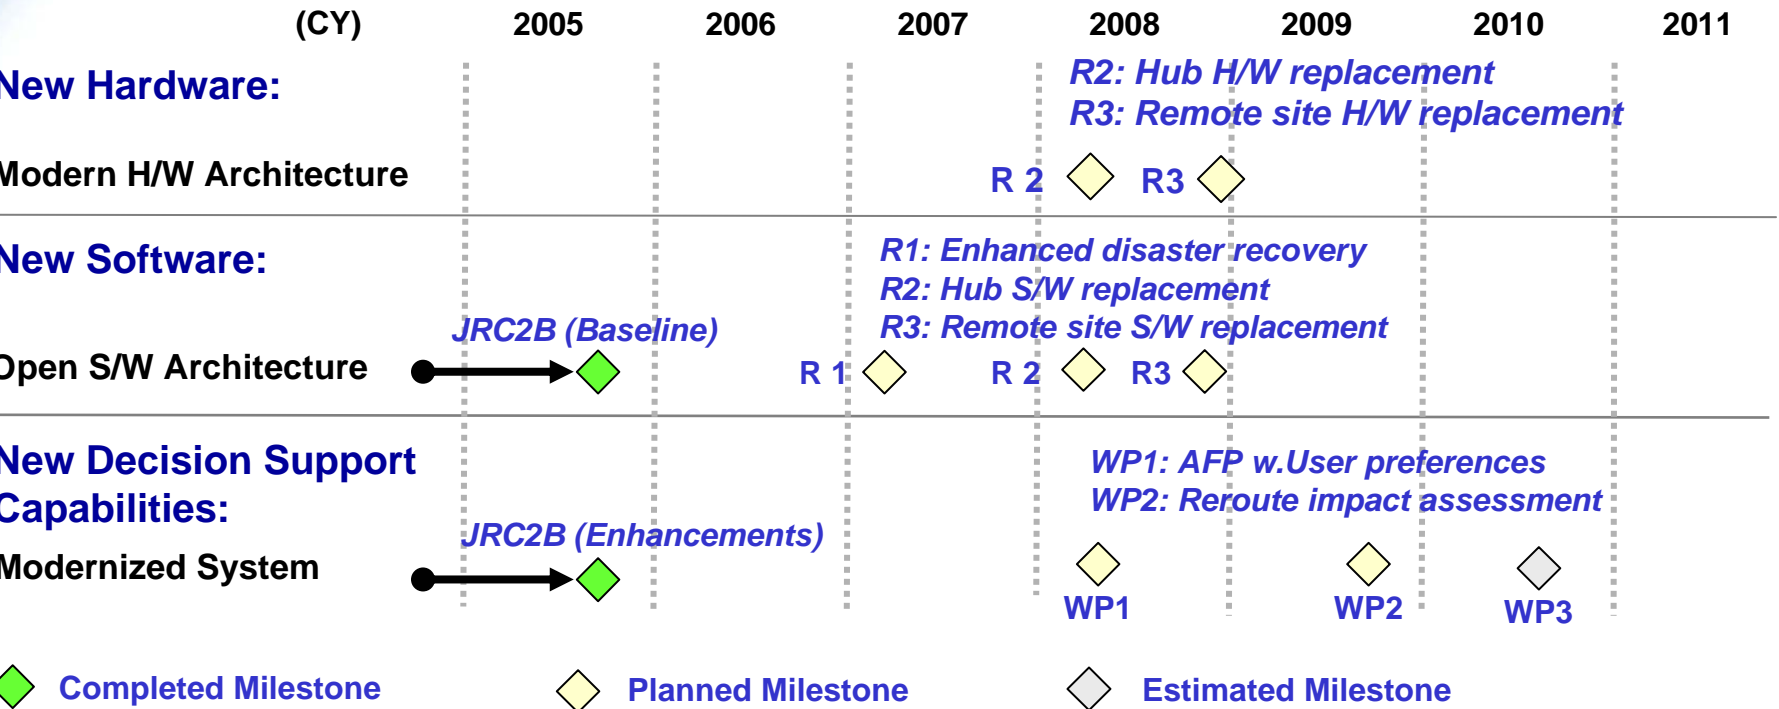 (CY) 2005 2006 2007 2008 2009 2010 2011
New Hardware:
R2: Hub H/W replacement
R3: Remote site H/W replacement
Modern H/W Architecture
R 2 R3
New Software:
R1: Enhanced disaster recovery
R2: Hub S/W replacement
R3: Remote site S/W replacement
JRC2B (Baseline)
Open S/W Architecture
R 1 R 2 R3
New Decision Support
Capabilities:
WP1: AFP w.User preferences
WP2: Reroute impact assessment
JRC2B (Enhancements)
Modernized System
WP1 WP2 WP3
Completed Milestone Planned Milestone Estimated Milestone